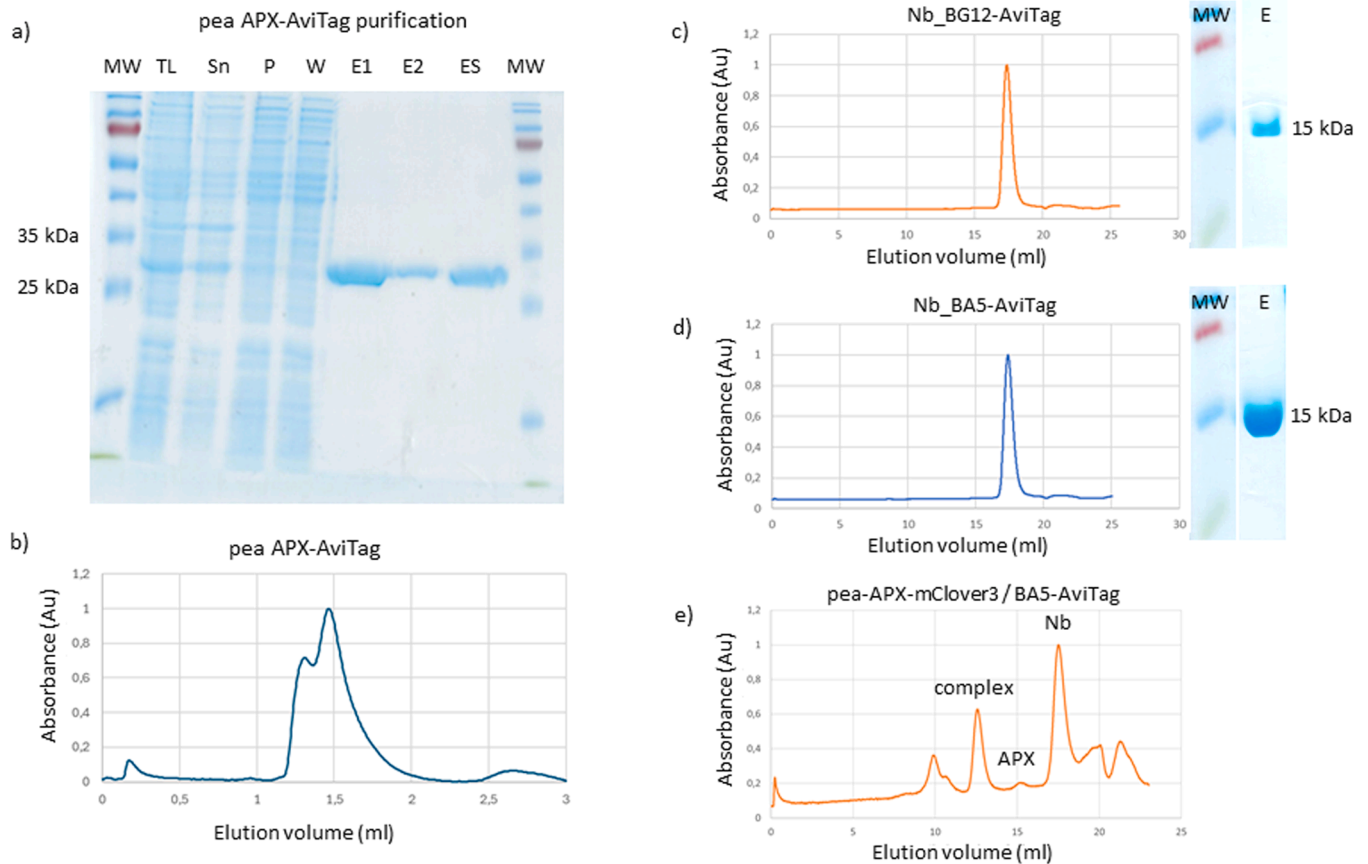 a)
pea APX-AviTag purification
MW TL Sn P W E1 E2 ES MW
35 kDa
25 kDa
b)
pea APX-AviTag
1,2
1
0,8
0,6
0,4
0,2
0
Absorbance (Au)
0 0,5 1 1,5 2 2,5 3
Elution volume (ml)
c)
Nb_BG12-AviTag
1,2
1
0,8
0,6
0,4
0,2
0
Absorbance (Au)
0 5 10 15 20 25 30
Elution volume (ml)
MW E
15 kDa
d)
Nb_BA5-AviTag
1,2
1
0,8
0,6
0,4
0,2
0
Absorbance (Au)
0 5 10 15 20 25 30
Elution volume (ml)
MW E
15 kDa
e)
pea-APX-mClover3 / BA5-AviTag
1,2
1
0,8
0,6
0,4
0,2
0
Absorbance (Au)
Nb
complex
APX
0 5 10 15 20 25
Elution volume (ml)